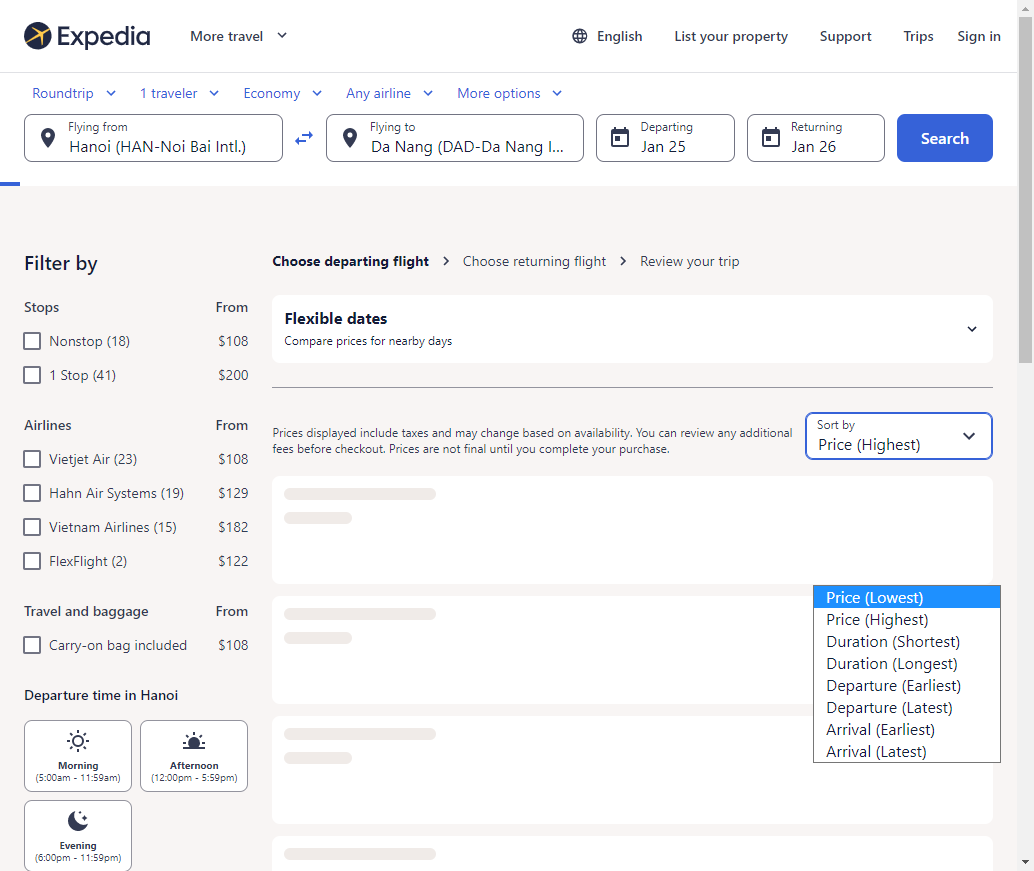 Expedia
More travel
English
List your property
Support
Trips
Sign in
Roundtrip
1 traveler
Economy
Any airline
More options
Flying from
Hanoi (HAN-Noi Bai Intl.)
Flying to
Da Nang (DAD-Da Nang I...
Departing
Jan 25
Returning
Jan 26
Search
Filter by
Stops From
Nonstop (18) $108
1 Stop (41) $200
Airlines From
Vietjet Air (23) $108
Hahn Air Systems (19) $129
Vietnam Airlines (15) $182
FlexFlight (2) $122
Travel and baggage From
Carry-on bag included $108
Departure time in Hanoi
Morning
(5:00am - 11:59am)
Afternoon
(12:00pm - 5:59pm)
Evening
(6:00pm - 11:59pm)
Choose departing flight
Choose returning flight
Review your trip
Flexible dates
Compare prices for nearby days
Prices displayed include taxes and may change based on availability. You can review any additional
fees before checkout. Prices are not final until you complete your purchase.
Sort by
Price (Highest)
Price (Lowest)
Price (Highest)
Duration (Shortest)
Duration (Longest)
Departure (Earliest)
Departure (Latest)
Arrival (Earliest)
Arrival (Latest)